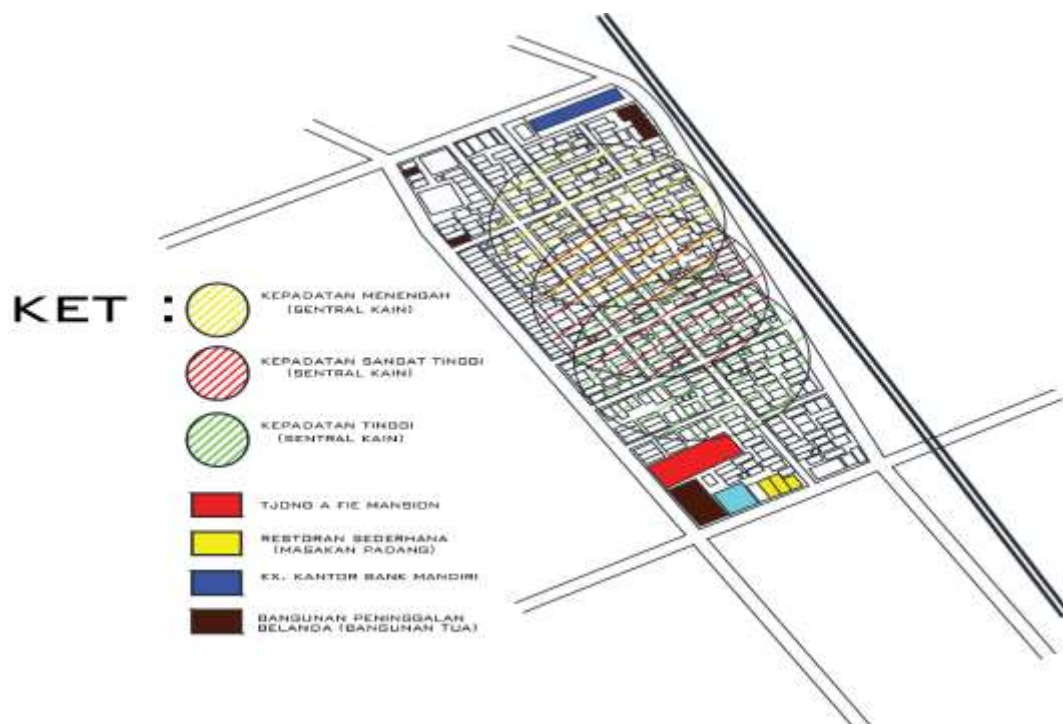 KET :
KEPADATAN MENENGAH
(SENTRAL KAIN)
KEPADATAN SANGAT TINGGI
(SENTRAL KAIN)
KEPADATAN TINGGI
(SENTRAL KAIN)
TJONG A FIE MANSION
RESTORAN SEDERHANA
(MASAKAN PADANG)
EX. KANTOR BANK MANDIRI
BANGUNAN PENINGGALAN
BELANDA (BANGUNAN TUA)